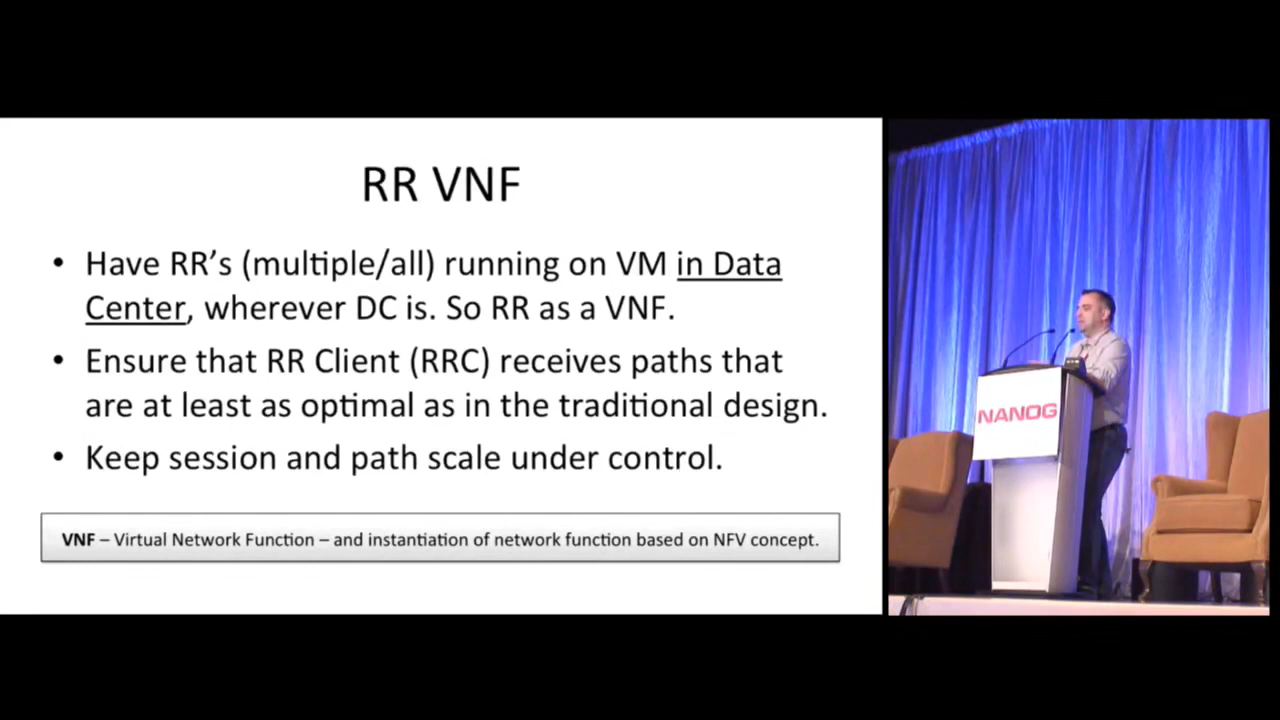 RR VNF
• Have RR’s (multiple/all) running on VM in Data
Center, wherever DC is. So RR as a VNF.
• Ensure that RR Client (RRC) receives paths that
are at least as optimal as in the traditional design.
• Keep session and path scale under control.
VNF – Virtual Network Function – and instantiation of network function based on NFV concept.
NANOG